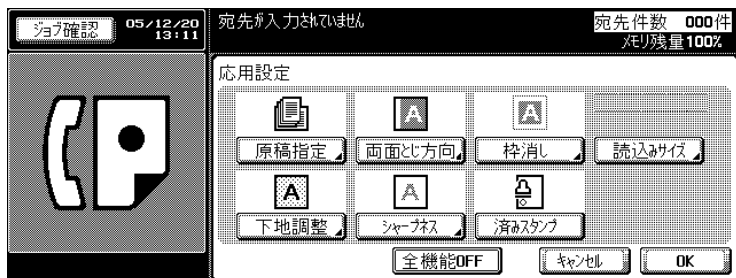 ジョブ確認
05/12/20
13:11
宛先が入力されていません
宛先件数 000件
メモリ残量100%
応用設定
A
A
原稿指定
両面とじ方向
枠消し
読込みサイズ
A
A
下地調整
シャープネス
済みスタンプ
全機能OFF
キャンセル
OK